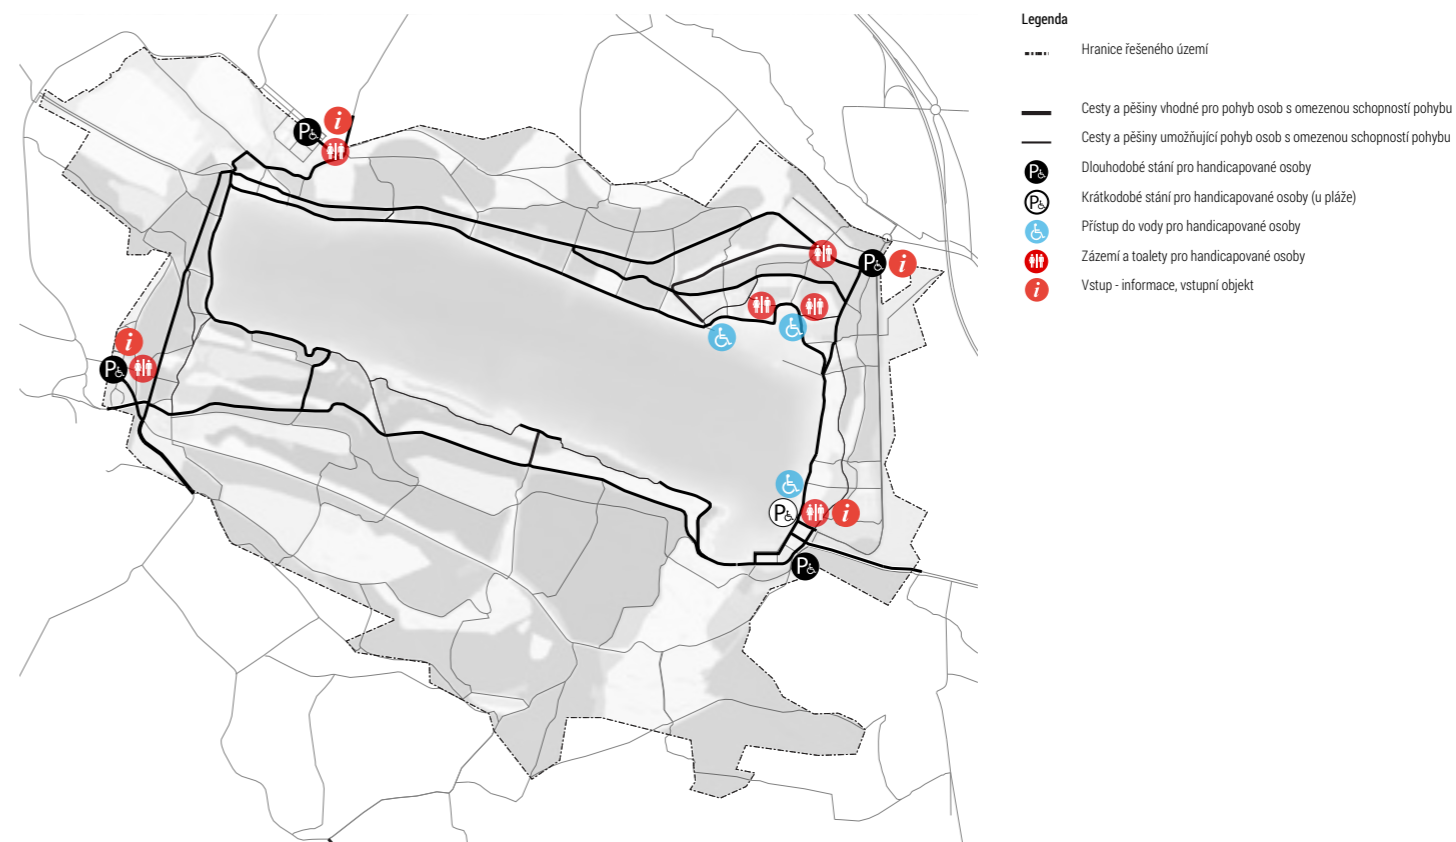 Legenda
Hranice řešeného území
Cesty a pěšiny vhodné pro pohyb osob s omezenou schopností pohybu
Cesty a pěšiny umožňující pohyb osob s omezenou schopností pohybu
P Dlouhodobé stání pro handicapované osoby
P Krátkodobé stání pro handicapované osoby (u pláže)
Přístup do vody pro handicapované osoby
Zázemí a toalety pro handicapované osoby
i Vstup - informace, vstupní objekt
i
P
P i
i
P
P i
P